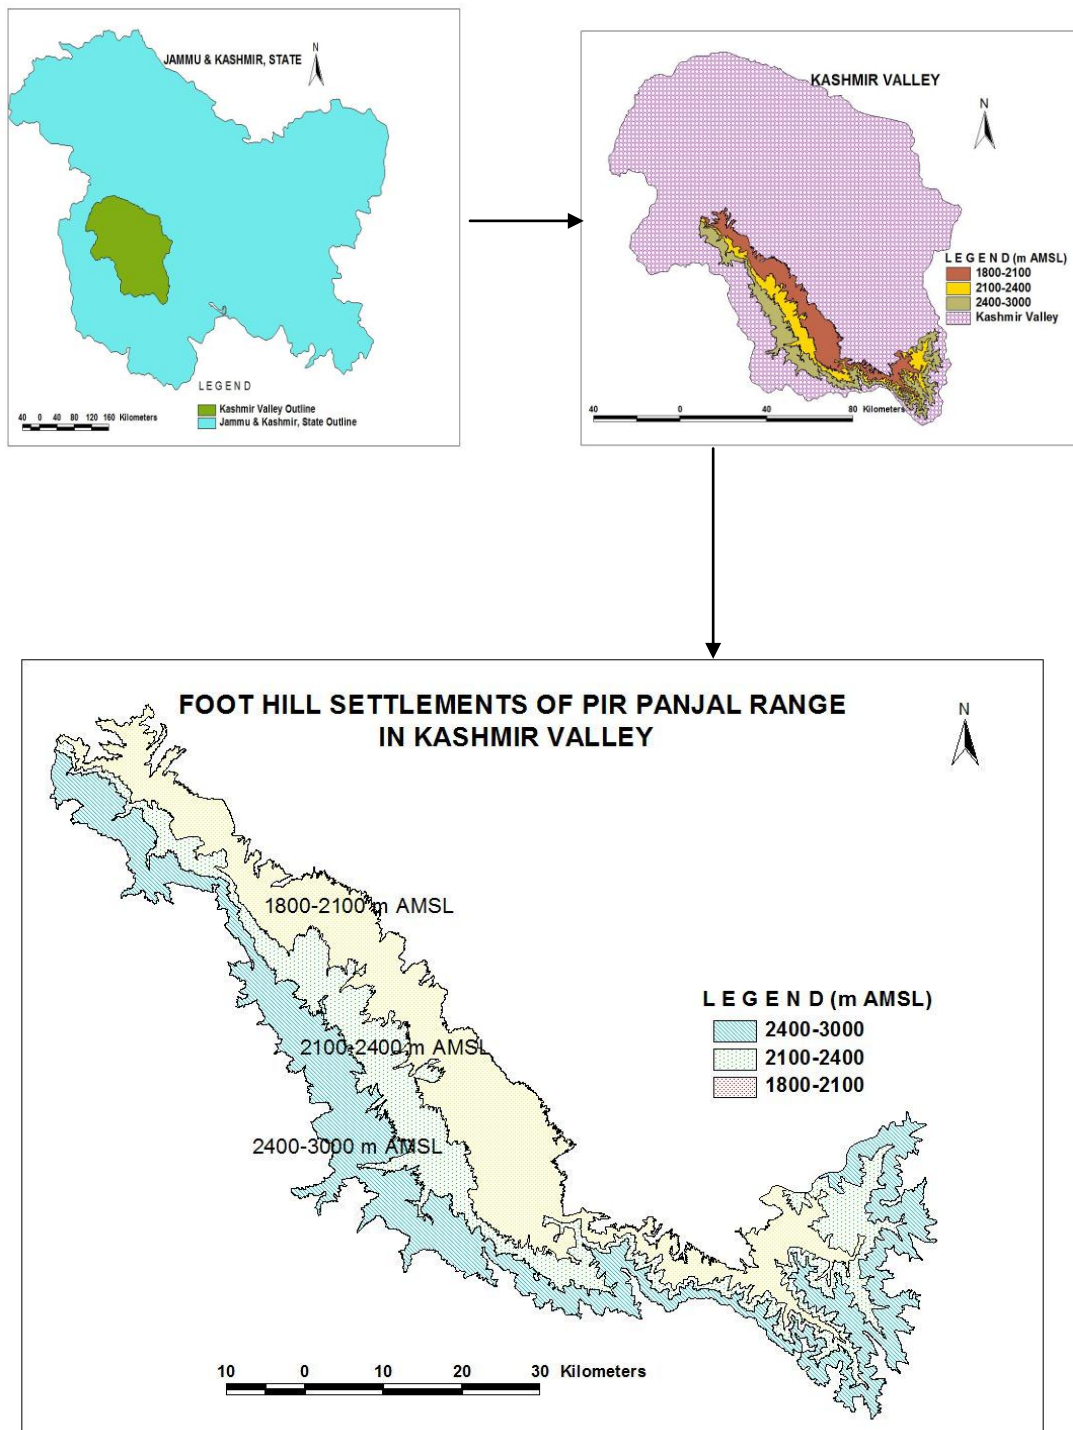 JAMMU & KASHMIR, STATE
N
L E G E N D
Kashmir Valley Outline
Jammu & Kashmir, State Outline
40 0 40 80 120 160 Kilometers
KASHMIR VALLEY
N
L E G E N D (m AMSL)
1800-2100
2100-2400
2400-3000
Kashmir Valley
40 0 40 80 Kilometers
FOOT HILL SETTLEMENTS OF PIR PANJAL RANGE
IN KASHMIR VALLEY
N
1800-2100 m AMSL
2100-2400 m AMSL
2400-3000 m AMSL
L E G E N D (m AMSL)
2400-3000
2100-2400
1800-2100
10 0 10 20 30 Kilometers